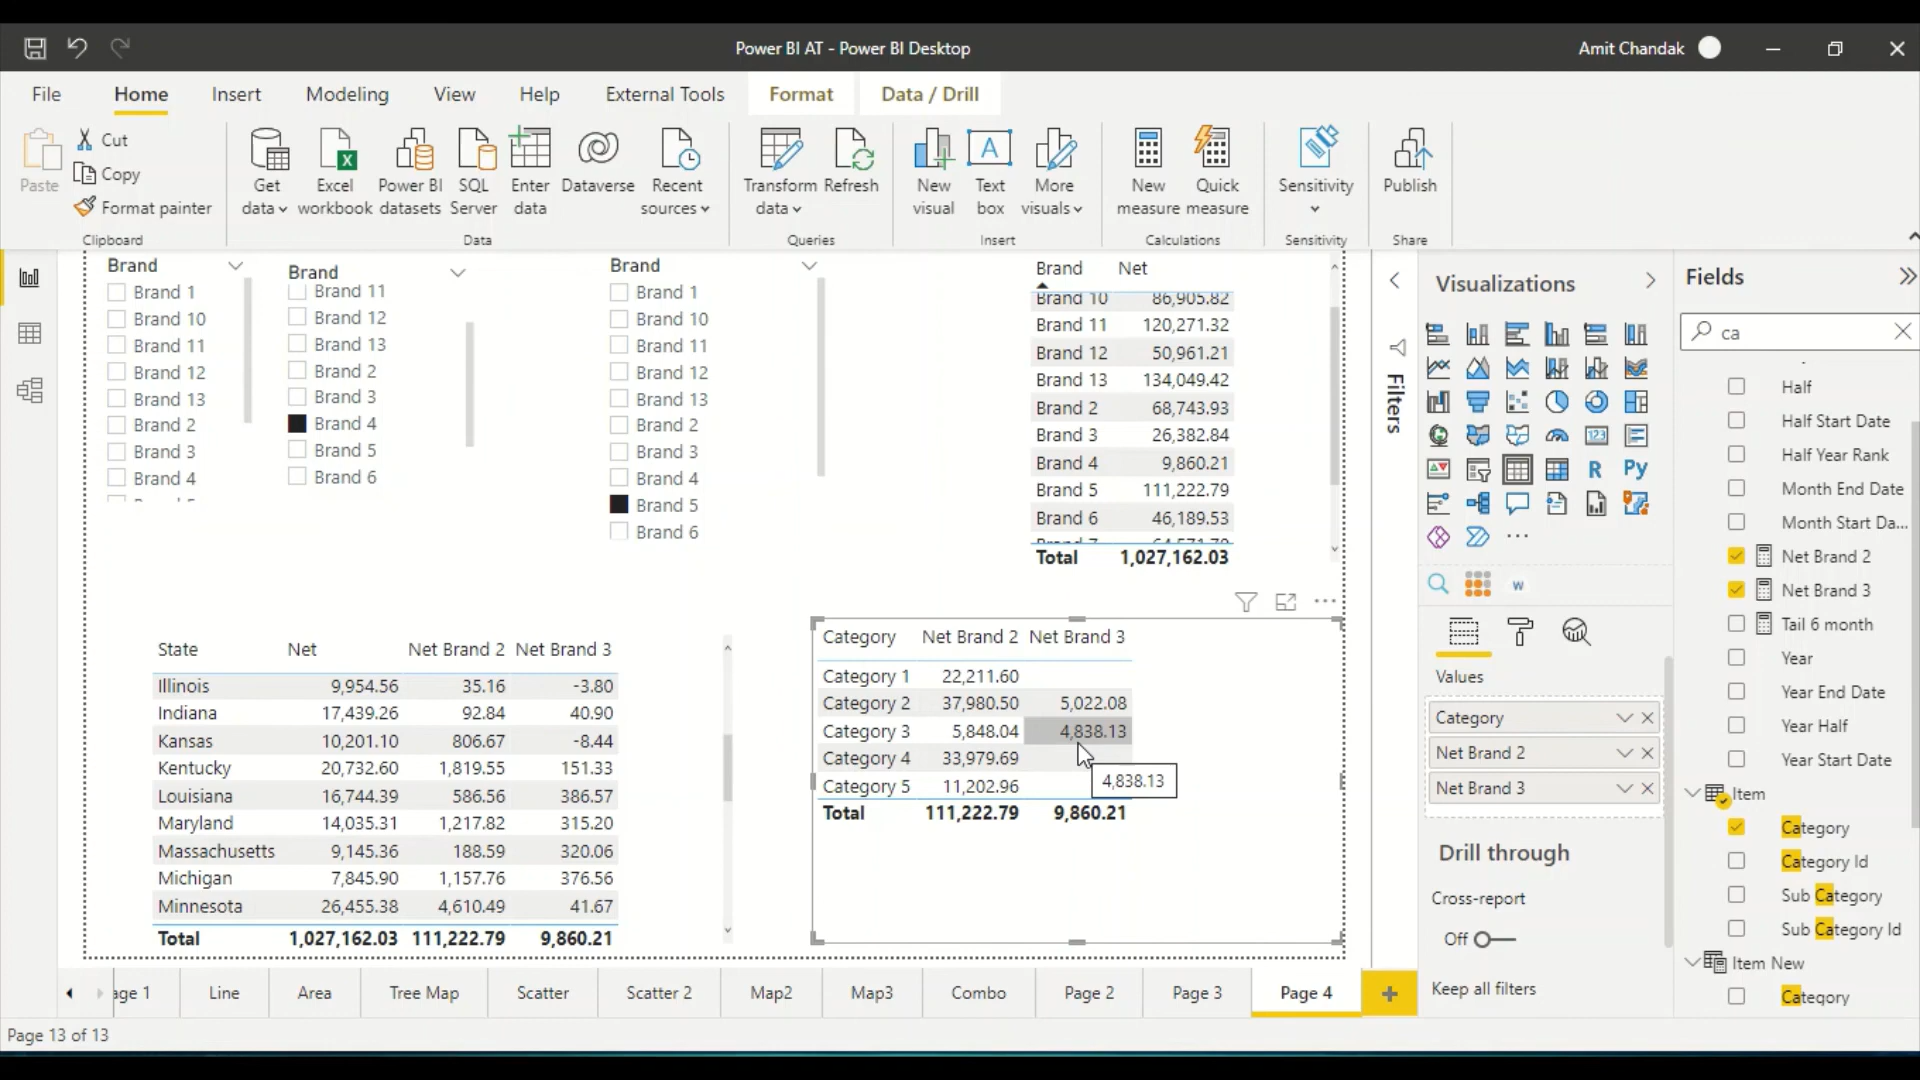 Power BI AT - Power BI Desktop
Amit Chandak
File Home Insert Modeling View Help External Tools Format Data / Drill
Paste
Cut
Copy
Format painter
Clipboard
Get data
Excel workbook
Power BI datasets
SQL Server
Enter data
Dataverse
Recent sources
Data
Transform data
Refresh
Queries
New visual
Text box
More visuals
Insert
New measure
Quick measure
Calculations
Sensitivity
Sensitivity
Publish
Share
Brand
Brand 1
Brand 10
Brand 11
Brand 12
Brand 13
Brand 2
Brand 3
Brand 4
Brand
Brand 11
Brand 12
Brand 13
Brand 2
Brand 3
Brand 4
Brand 5
Brand 6
Brand
Brand 1
Brand 10
Brand 11
Brand 12
Brand 13
Brand 2
Brand 3
Brand 4
Brand 5
Brand 6
Brand Net
Brand 10 86,905.82
Brand 11 120,271.32
Brand 12 50,961.21
Brand 13 134,049.42
Brand 2 68,743.93
Brand 3 26,382.84
Brand 4 9,860.21
Brand 5 111,222.79
Brand 6 46,189.53
Total 1,027,162.03
State Net Net Brand 2 Net Brand 3
Illinois 9,954.56 35.16 -3.80
Indiana 17,439.26 92.84 40.90
Kansas 10,201.10 806.67 -8.44
Kentucky 20,732.60 1,819.55 151.33
Louisiana 16,744.39 586.56 386.57
Maryland 14,035.31 1,217.82 315.20
Massachusetts 9,145.36 188.59 320.06
Michigan 7,845.90 1,157.76 376.56
Minnesota 26,455.38 4,610.49 41.67
Total 1,027,162.03 111,222.79 9,860.21
Category Net Brand 2 Net Brand 3
Category 1 22,211.60
Category 2 37,980.50 5,022.08
Category 3 5,848.04 4,838.13
Category 4 33,979.69
Category 5 11,202.96
Total 111,222.79 9,860.21
4,838.13
Filters
Visualizations
R
Py
123
W
Values
Category
Net Brand 2
Net Brand 3
Drill through
Cross-report
Off
Keep all filters
Fields
ca
Half
Half Start Date
Half Year Rank
Month End Date
Month Start Da...
Net Brand 2
Net Brand 3
Tail 6 month
Year
Year End Date
Year Half
Year Start Date
Item
Category
Category Id
Sub Category
Sub Category Id
Item New
Category
age 1 Line Area Tree Map Scatter Scatter 2 Map2 Map3 Combo Page 2 Page 3 Page 4
Page 13 of 13